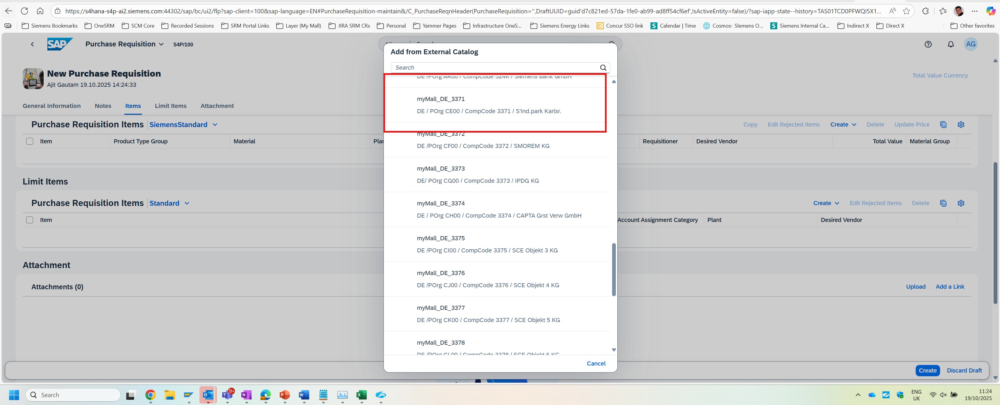 https://s4hana-s4p-ai2.siemens.com:44302/sap/bc/ui2/flp?sap-client=100&sap-language=EN#PurchaseRequisition-maintain&/C_PurchaseReqnHeader(PurchaseRequisition='',DraftUUID=guid'd7c821ed-57da-1fe0-ab99-ad8ff54cf6ef',IsActiveEntity=false)/?sap-iapp-state--history=TAS01TCD0PFWQI5X1...
Siemens Bookmarks OneSRM SCM Core Recorded Sessions SRM Portal Links Layer (My Mall) JIRA SRM CRs Personal Yammer Pages Infrastructure OneS... Siemens Energy Links Concur SSO link Calendar | Time Cosmos- SIemens O... Siemens Internal Ca... Indirect X Direct X Other favorites
SAP Purchase Requisition S4P/100 AG
New Purchase Requisition
Ajit Gautam 19.10.2025 14:24:33
Total Value Currency
General Information Notes Items Limit Items Attachment
Purchase Requisition Items SiemensStandard Copy Edit Rejected Items Create Delete Update Price
Item Product Type Group Material Plan Requisitioner Desired Vendor Total Value Material Group
Limit Items
Purchase Requisition Items Standard Create Edit Rejected Items Delete
Item Account Assignment Category Plant Desired Vendor
Attachment
Attachments (0) Upload Add a Link
Add from External Catalog
Search
DE /POrg AR00 / CompCode 524K / Siemens Bank GmbH
myMall_DE_3371
DE / POrg CE00 / CompCode 3371 / S'Ind.park Karlsr.
myMall_DE_3372
DE /POrg CF00 / CompCode 3372 / SMOREM KG
myMall_DE_3373
DE/ POrg CG00 / CompCode 3373 / IPDG KG
myMall_DE_3374
DE / POrg CH00 / CompCode 3374 / CAPTA Grst Verw GmbH
myMall_DE_3375
DE /POrg CI00 / CompCode 3375 / SCE Objekt 3 KG
myMall_DE_3376
DE /POrg CJ00 / CompCode 3376 / SCE Objekt 4 KG
myMall_DE_3377
DE /POrg CK00 / CompCode 3377 / SCE Objekt 5 KG
myMall_DE_3378
DE /POrg CL00 / CompCode 3378 / SCE Objekt 6 KG
Cancel
Create Discard Draft
Search 9+ ENG 11:24
UK 19/10/2025